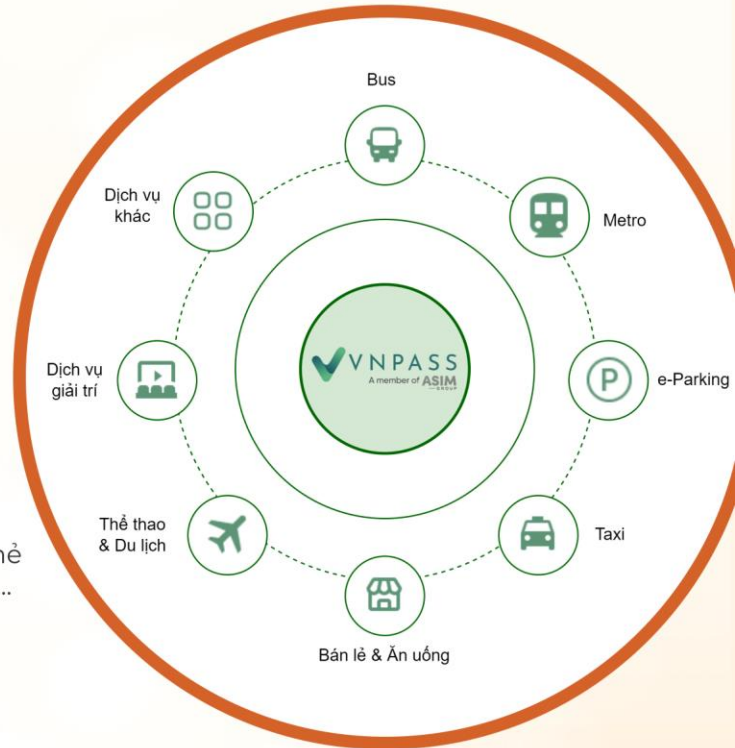 Bus
Dịch vụ
khác
Metro
VNPASS
A member of ASIM
GROUP
Dịch vụ
giải trí
P
e-Parking
Thể thao
& Du lịch
Taxi
...
Bán lẻ & Ăn uống